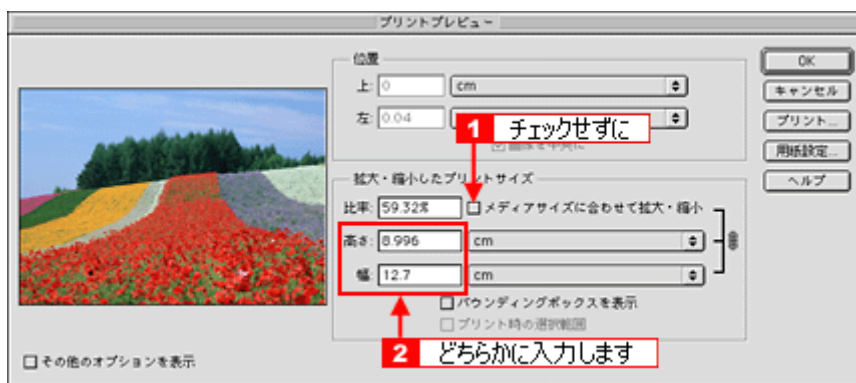 プリントプレビュー
位置
上: 0 cm
左: 0.04
1 チェックせずに
画像を中央に
拡大・縮小したプリントサイズ
比率: 59.32% メディアサイズに合わせて拡大・縮小
高さ: 8.996 cm
幅: 12.7 cm
バウンディングボックスを表示
プリント時の選択範囲
2 どちらかに入力します
その他のオプションを表示
OK
キャンセル
プリント...
用紙設定...
ヘルプ